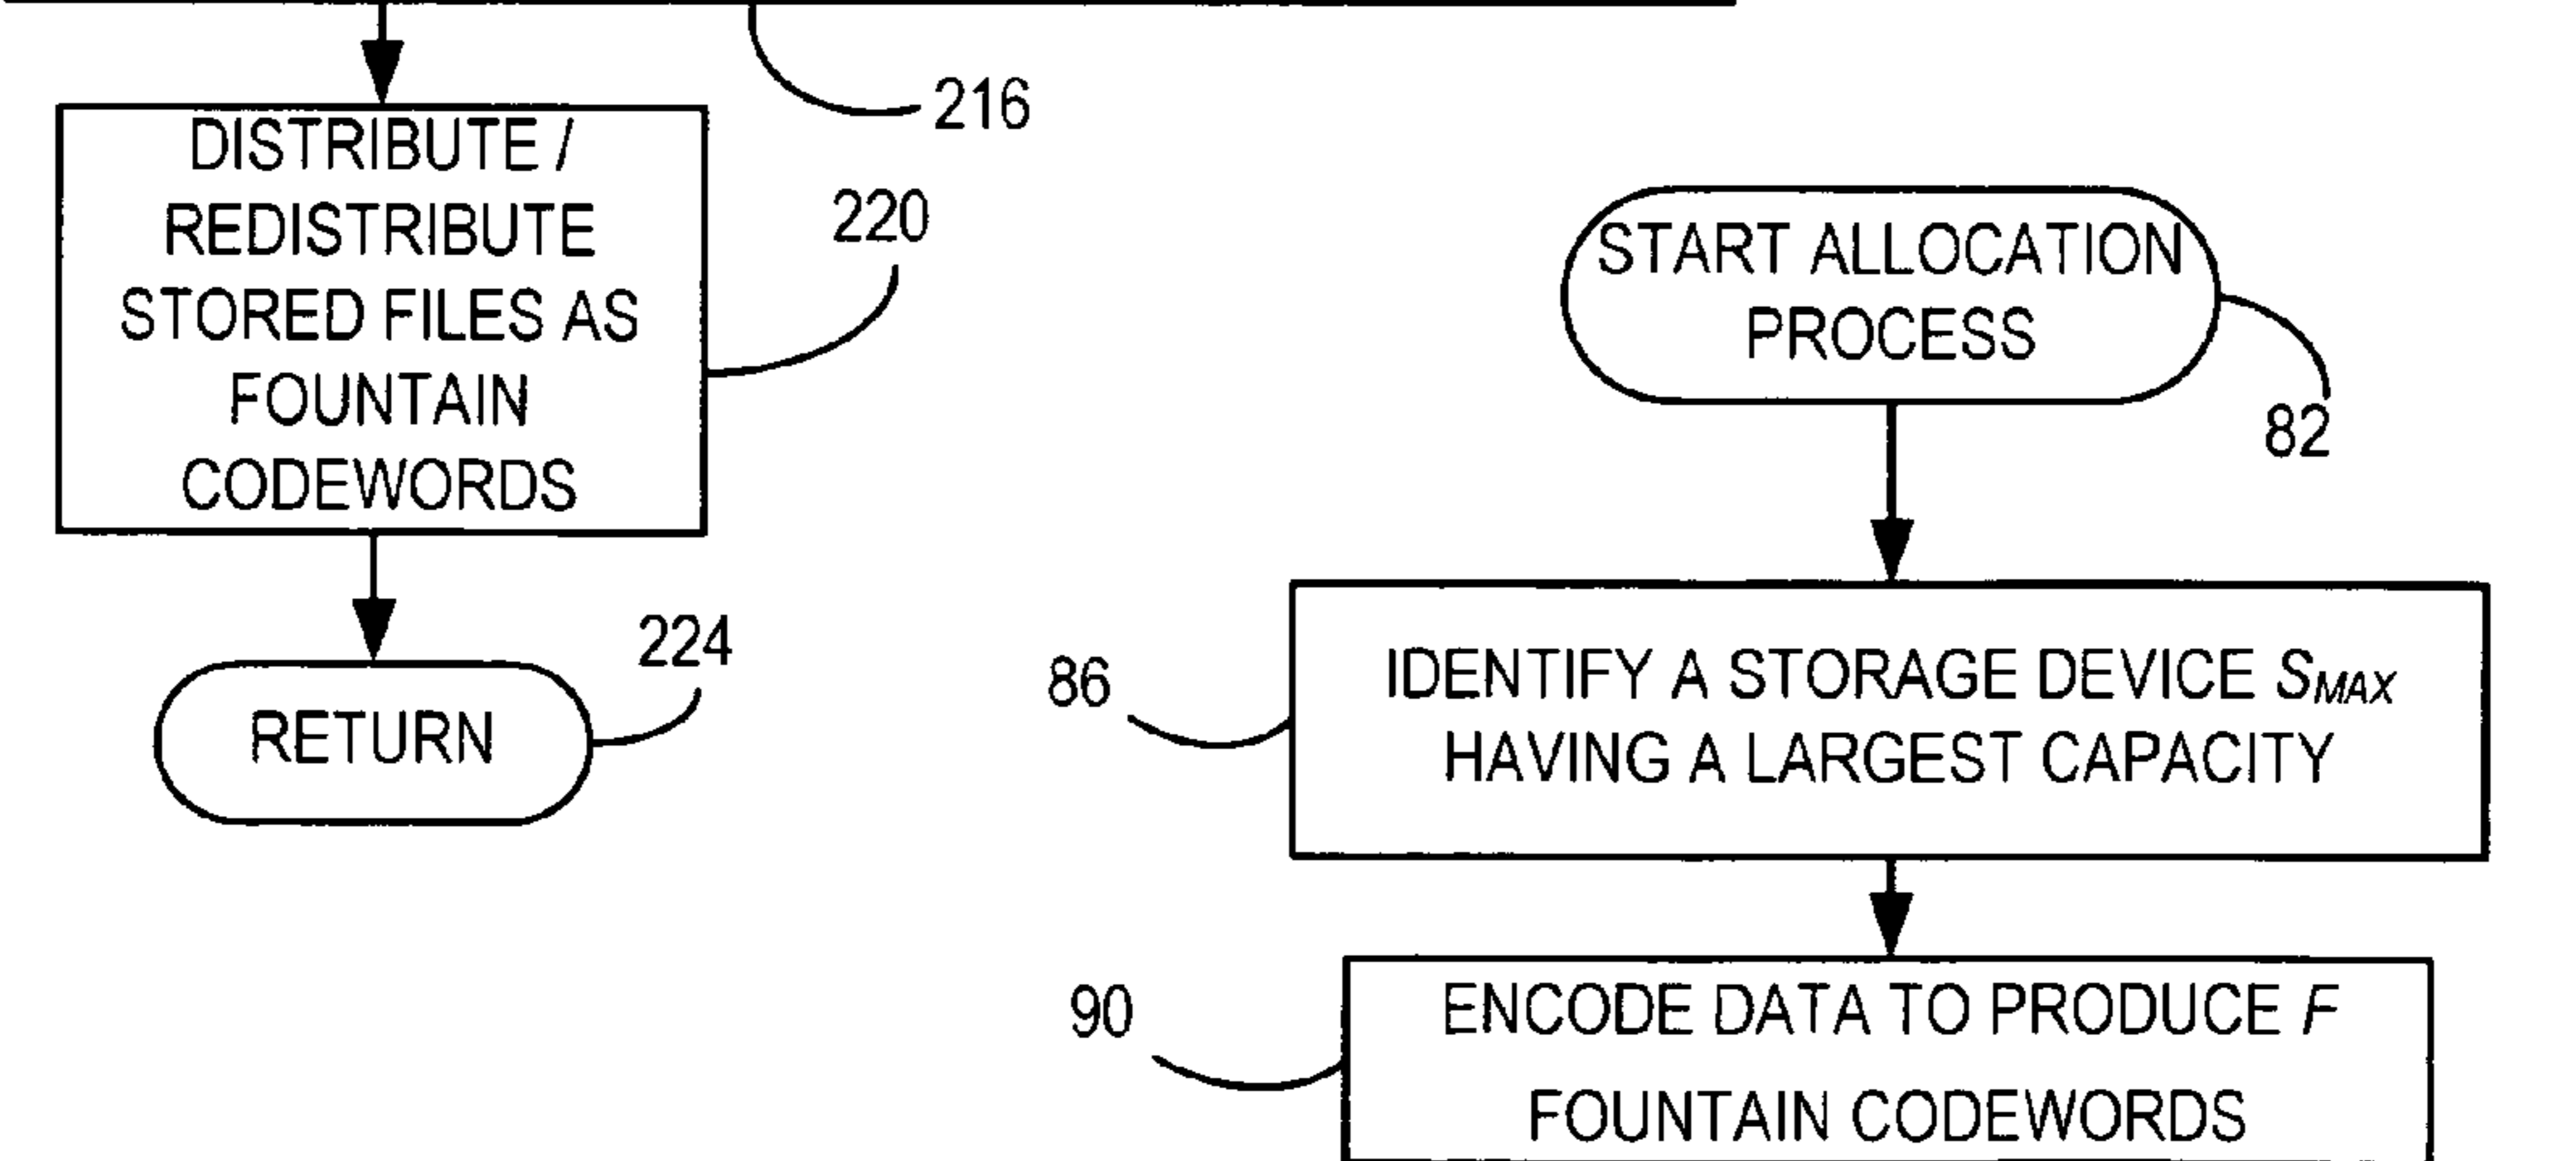 216
DISTRIBUTE /
REDISTRIBUTE
STORED FILES AS
FOUNTAIN
CODEWORDS
220
RETURN
224
START ALLOCATION
PROCESS
82
IDENTIFY A STORAGE DEVICE SMAX
HAVING A LARGEST CAPACITY
86
ENCODE DATA TO PRODUCE F
FOUNTAIN CODEWORDS
90